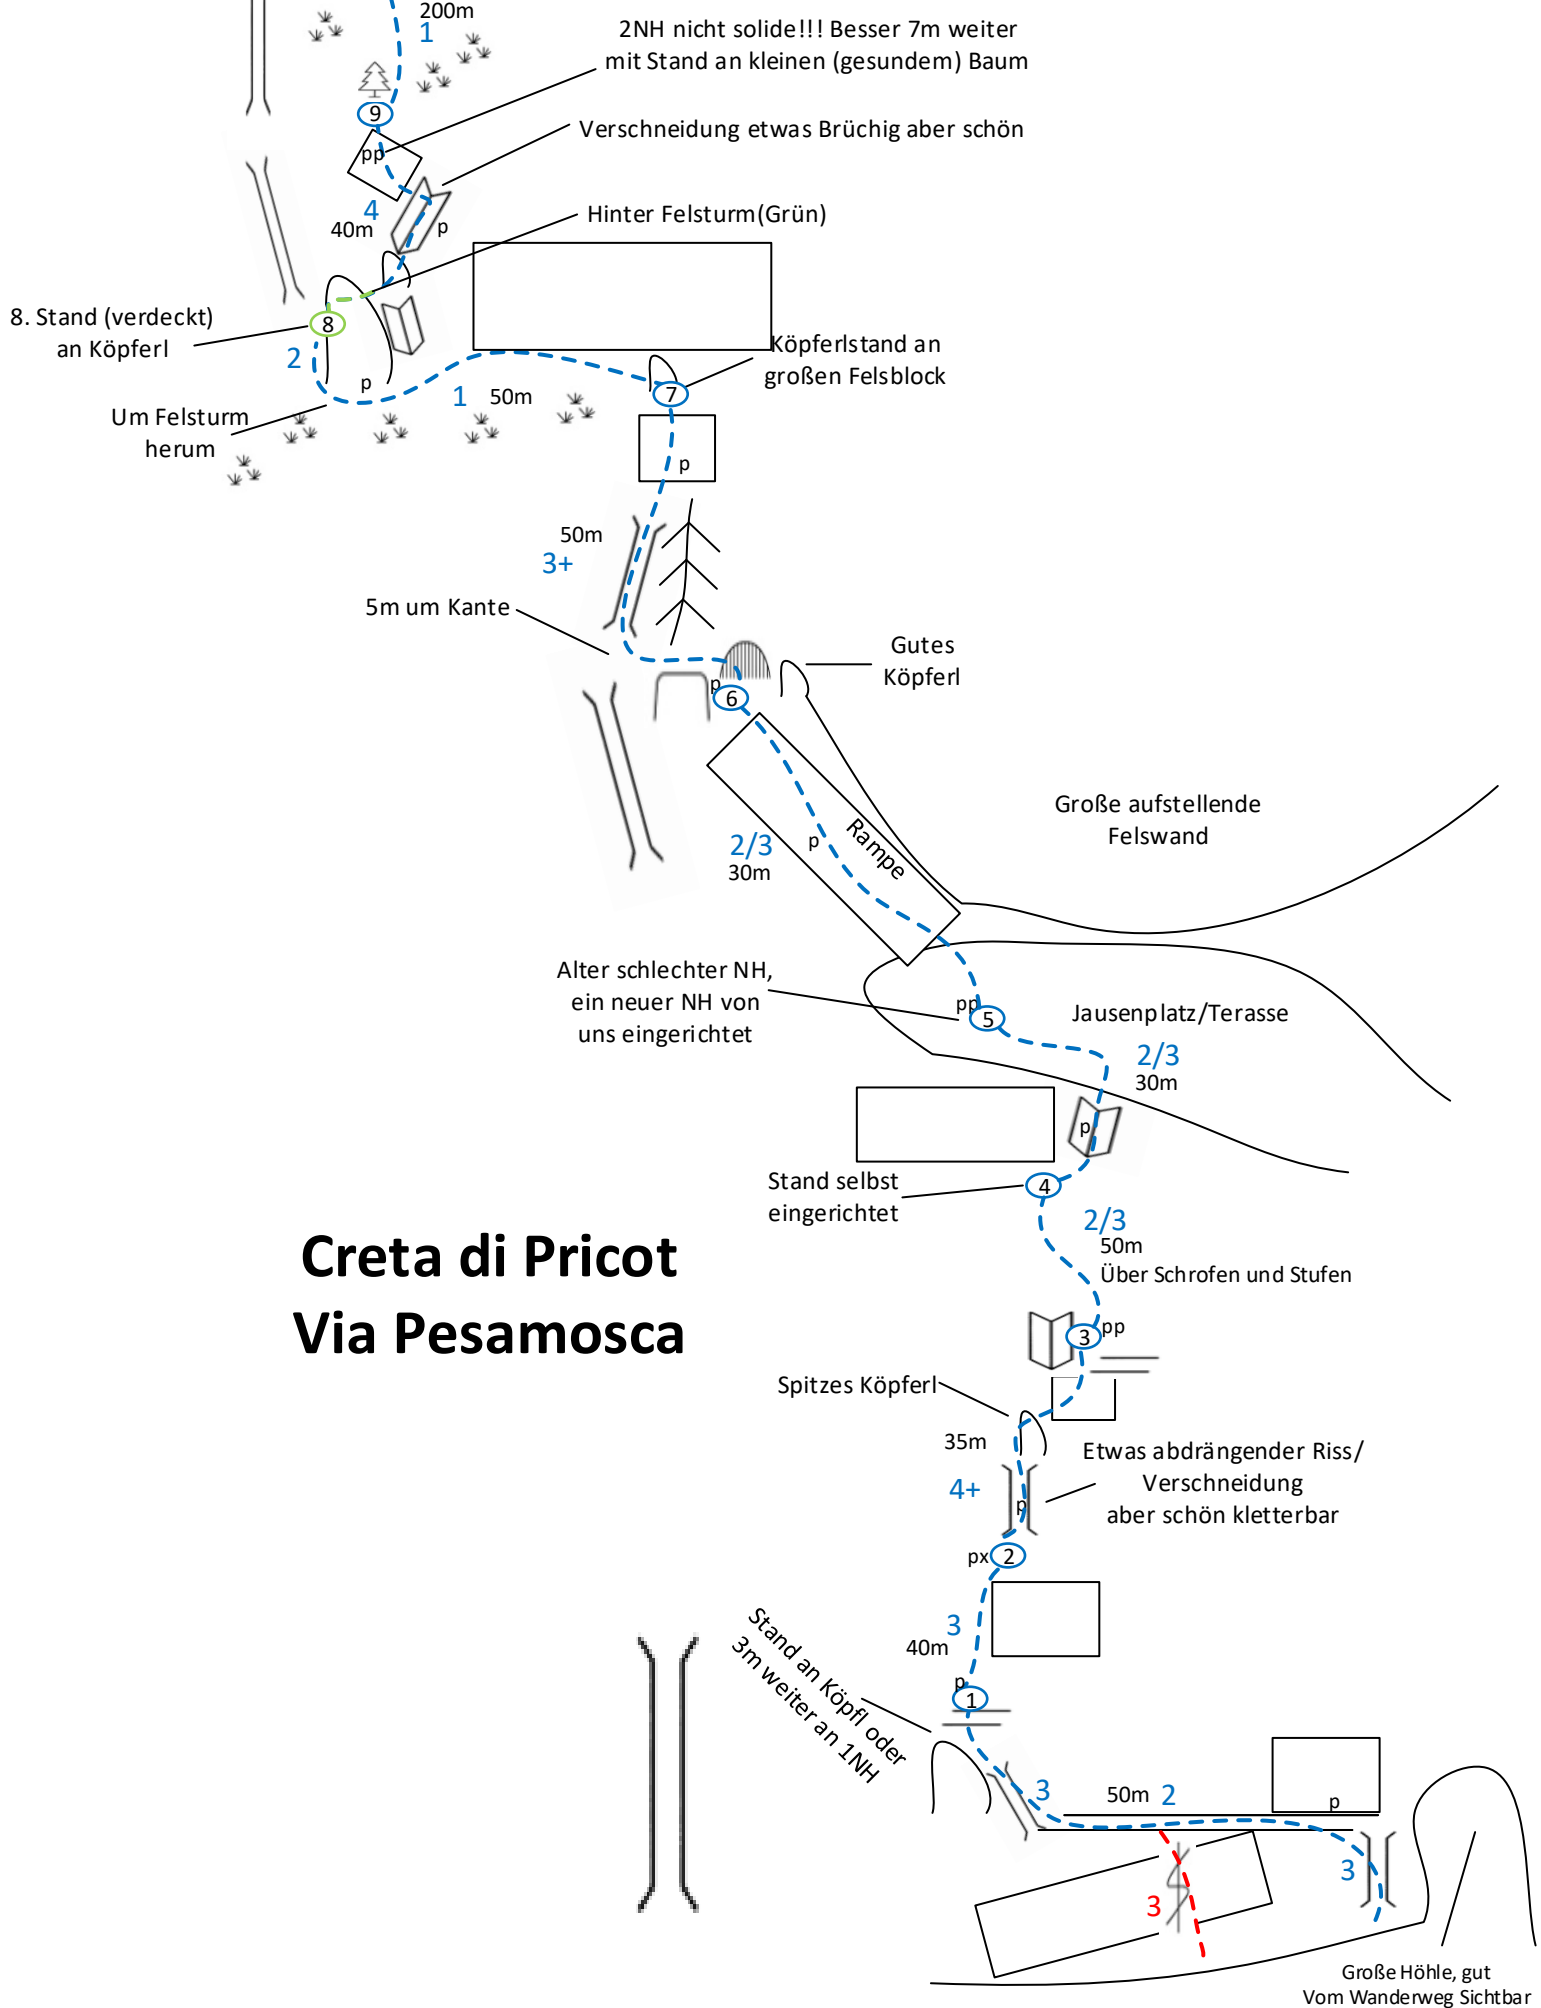 200m
1
2NH nicht solide!!! Besser 7m weiter
mit Stand an kleinen (gesundem) Baum
9
pp
Verschneidung etwas Brüchig aber schön
4
40m
p
Hinter Felsturm(Grün)
8. Stand (verdeckt)
an Köpferl
8
2
p
Köpferlstand an
großen Felsblock
7
1 50m
Um Felsturm
herum
p
50m
3+
5m um Kante
Gutes
Köpferl
p
6
Große aufstellende
Felswand
Rampe
p
2/3
30m
Alter schlechter NH,
ein neuer NH von
uns eingerichtet
pp
5
Jausenplatz/Terasse
2/3
30m
p
Stand selbst
eingerichtet
4
2/3
50m
Über Schrofen und Stufen
Creta di Pricot
Via Pesamosca
3
pp
Spitzes Köpferl
35m
4+
p
Etwas abdrängender Riss/
Verschneidung
aber schön kletterbar
px
2
3
40m
Stand an Köpfl oder
3m weiter an 1NH
p
1
3
50m 2
p
3
3
Große Höhle, gut
Vom Wanderweg Sichtbar